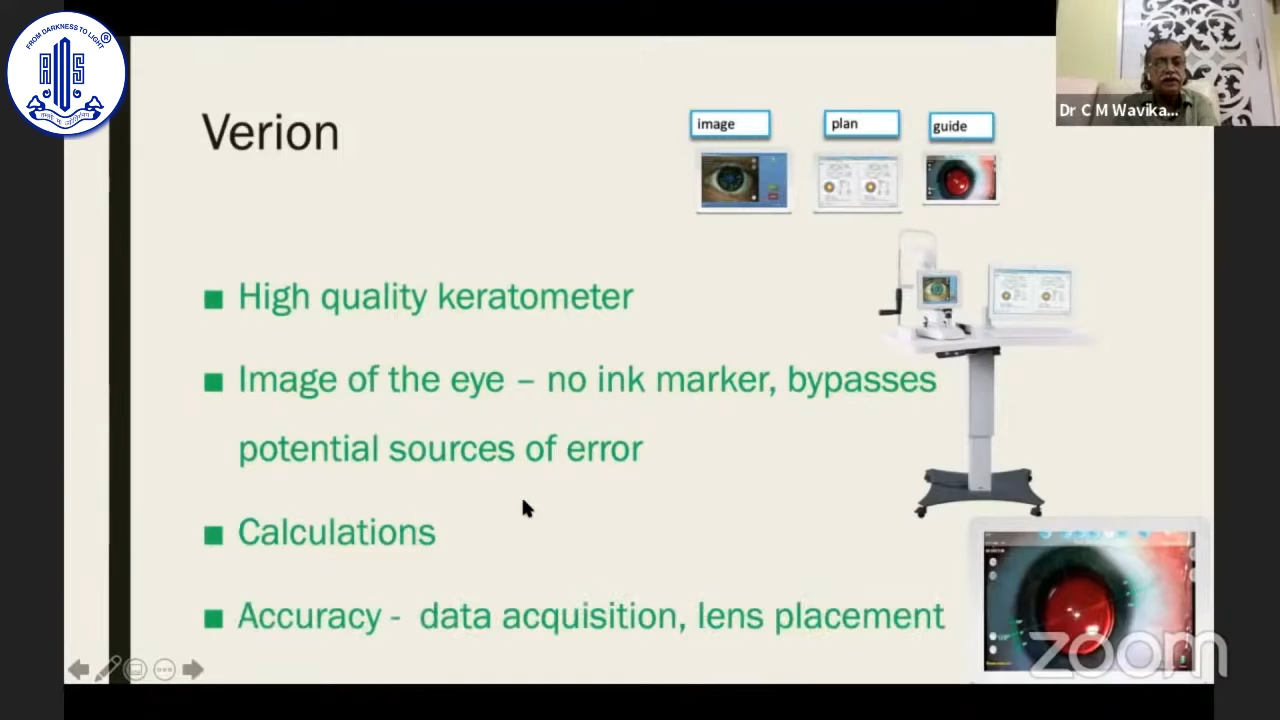 FROM DARKNESS TO LIGHT
AIOS
Verion
image
plan
guide
Dr C M Wavika...
■ High quality keratometer
■ Image of the eye – no ink marker, bypasses
potential sources of error
■ Calculations
■ Accuracy - data acquisition, lens placement
zoom